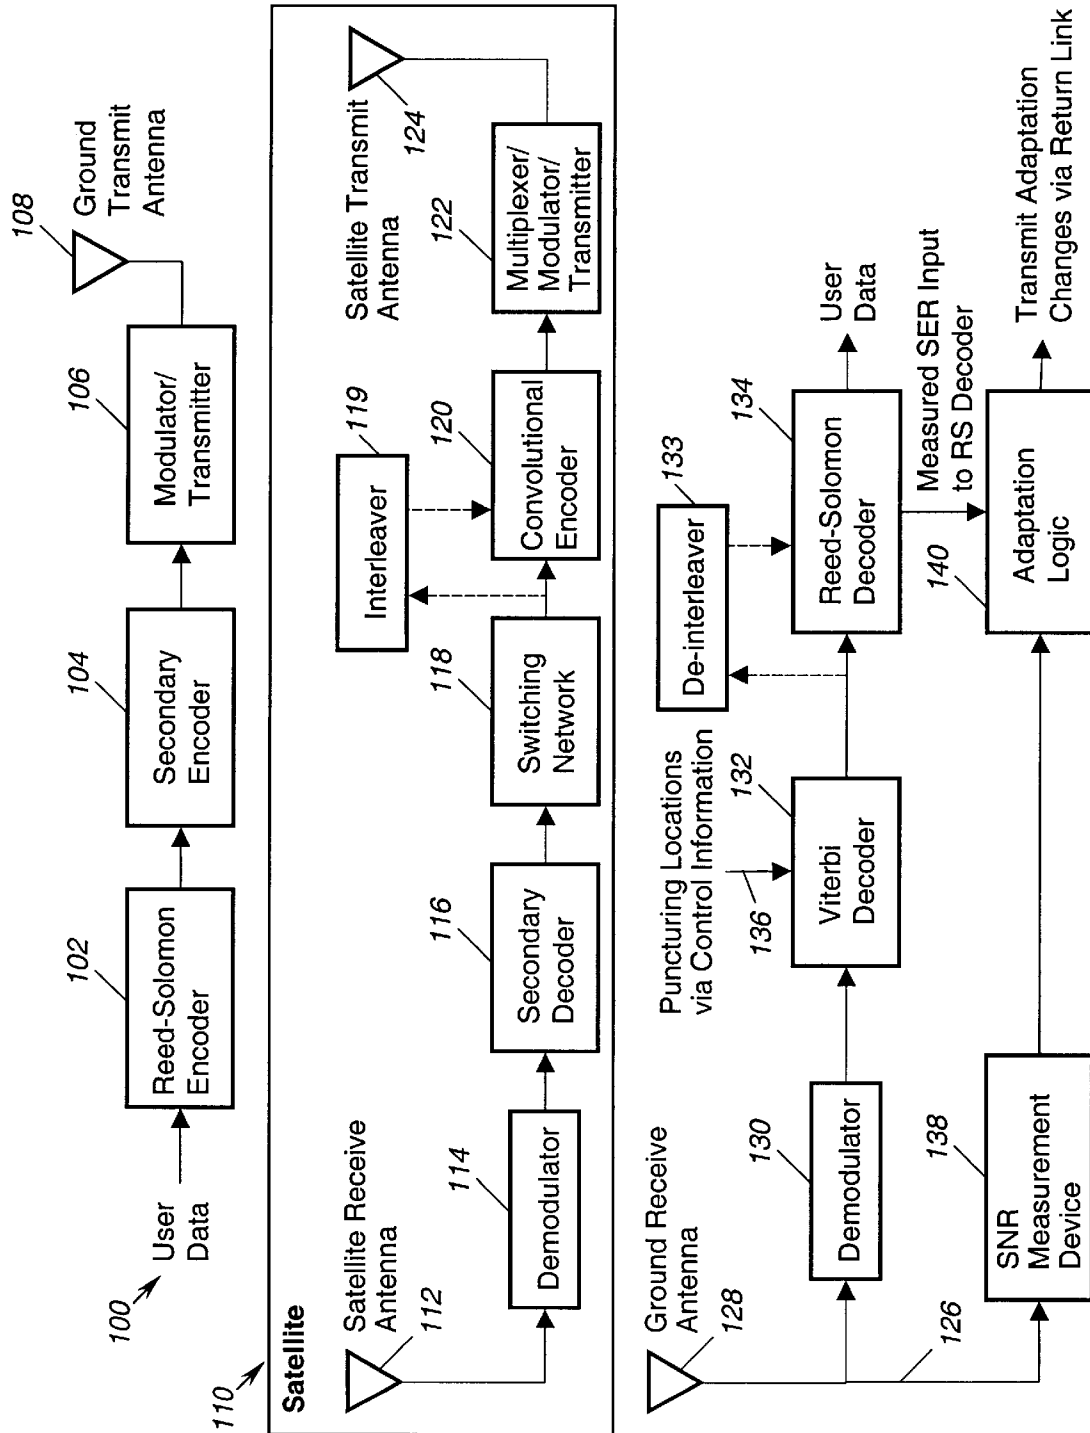 100
User
Data
102
Reed-Solomon
Encoder
104
Secondary
Encoder
106
Modulator/
Transmitter
108
Ground
Transmit
Antenna
110
Satellite
Satellite Receive
Antenna
112
114
Demodulator
116
Secondary
Decoder
118
Switching
Network
119
Interleaver
120
Convolutional
Encoder
122
Multiplexer/
Modulator/
Transmitter
Satellite Transmit
Antenna
124
Ground Receive
Antenna
128
126
130
Demodulator
Puncturing Locations
via Control Information
136
132
Viterbi
Decoder
133
De-interleaver
134
Reed-Solomon
Decoder
User
Data
Measured SER Input
to RS Decoder
138
SNR
Measurement
Device
140
Adaptation
Logic
Transmit Adaptation
Changes via Return Link